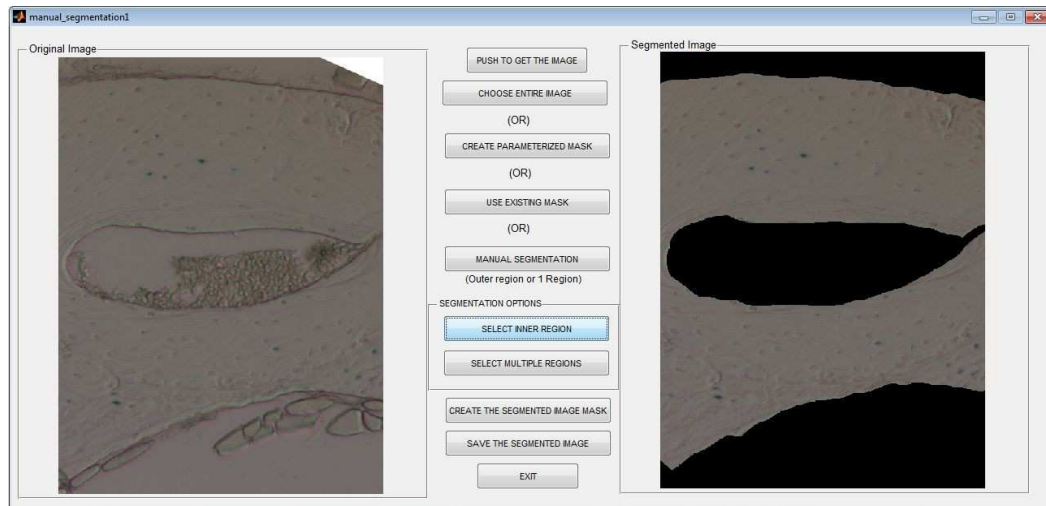 manual_segmentation1
Original Image
PUSH TO GET THE IMAGE
CHOOSE ENTIRE IMAGE
(OR)
CREATE PARAMETERIZED MASK
(OR)
USE EXISTING MASK
(OR)
MANUAL SEGMENTATION
(Outer region or 1 Region)
SEGMENTATION OPTIONS
SELECT INNER REGION
SELECT MULTIPLE REGIONS
CREATE THE SEGMENTED IMAGE MASK
SAVE THE SEGMENTED IMAGE
EXIT
Segmented Image